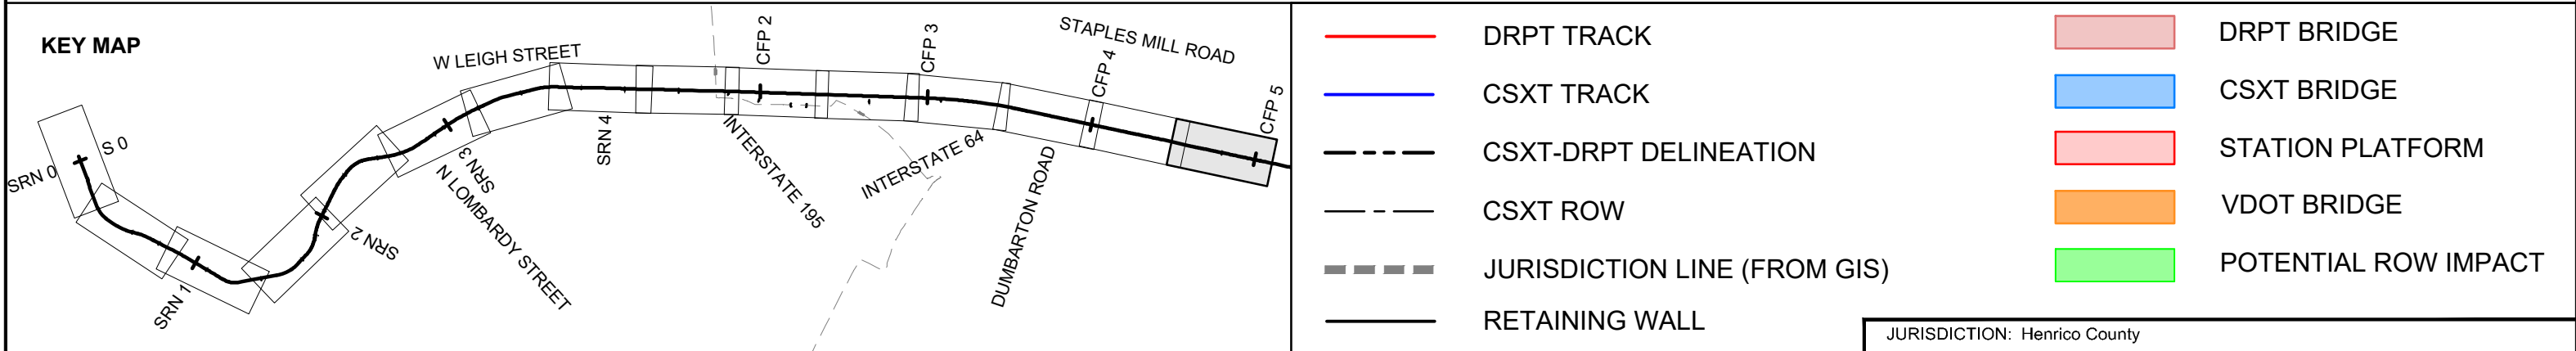 KEY MAP
SRN 0
S 0
SRN 1
SRN 2
SRN 3
N LOMBARDY STREET
W LEIGH STREET
SRN 4
INTERSTATE 195
CFP 2
CFP 3
INTERSTATE 64
STAPLES MILL ROAD
CFP 4
DUMBARTON ROAD
CFP 5
DRPT TRACK
CSXT TRACK
CSXT-DRPT DELINEATION
CSXT ROW
JURISDICTION LINE (FROM GIS)
RETAINING WALL
DRPT BRIDGE
CSXT BRIDGE
STATION PLATFORM
VDOT BRIDGE
POTENTIAL ROW IMPACT
JURISDICTION: Henrico County